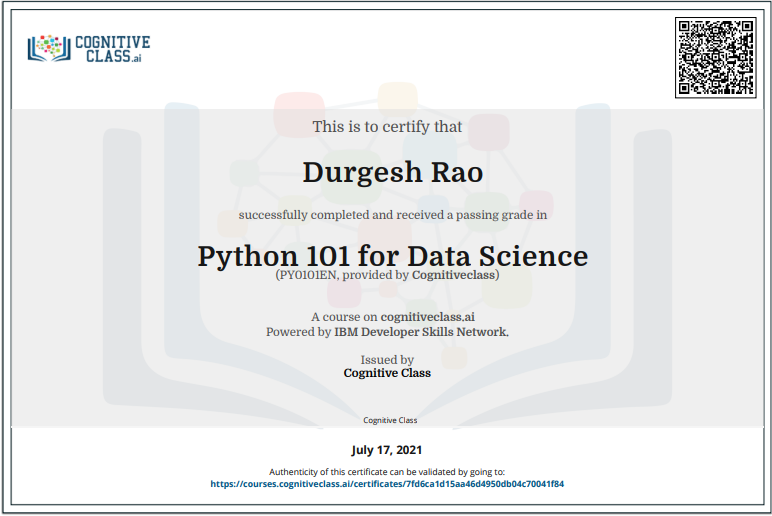 COGNITIVE
CLASS.ai
This is to certify that
Durgesh Rao
successfully completed and received a passing grade in
Python 101 for Data Science
(PY0101EN, provided by Cognitiveclass)
A course on cognitiveclass.ai
Powered by IBM Developer Skills Network.
Issued by
Cognitive Class
Cognitive Class
July 17, 2021
Authenticity of this certificate can be validated by going to:
https://courses.cognitiveclass.ai/certificates/7fd6ca1d15aa46d4950db04c70041f84